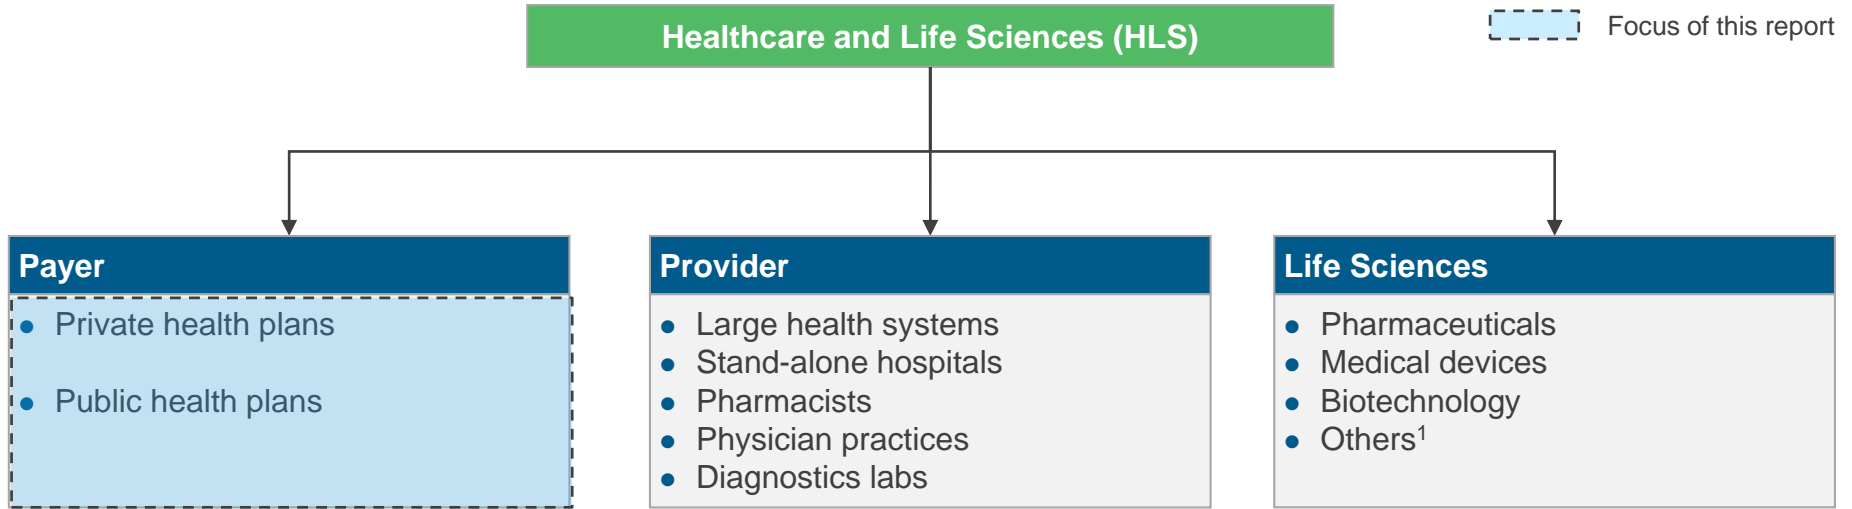 Healthcare and Life Sciences (HLS)
Focus of this report
Payer
● Private health plans
● Public health plans
Provider
● Large health systems
● Stand-alone hospitals
● Pharmacists
● Physician practices
● Diagnostics labs
Life Sciences
● Pharmaceuticals
● Medical devices
● Biotechnology
● Others¹